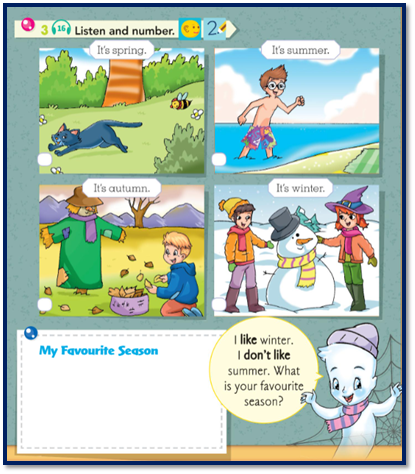 3 16 Listen and number. 2.
It's spring.
It's summer.
It's autumn.
It's winter.
My Favourite Season
I like winter.
I don't like
summer. What
is your favourite
season?